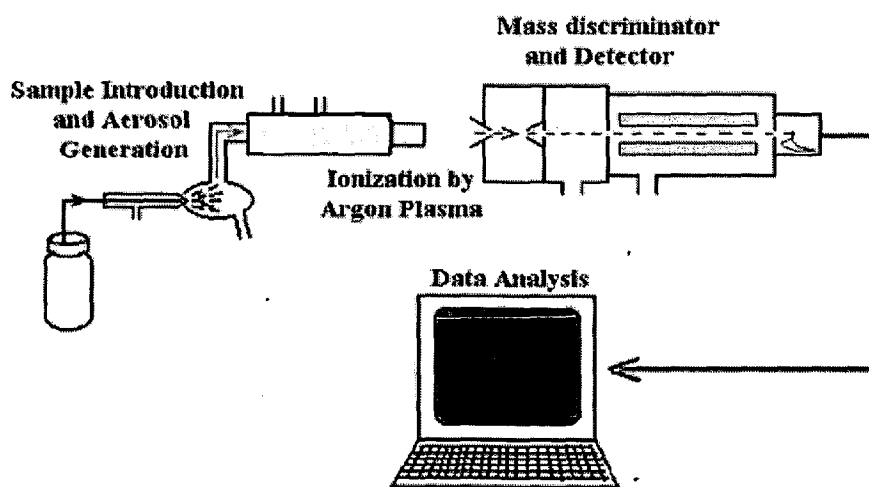 Mass discriminator
and Detector
Sample Introduction
and Aerosol
Generation
Ionization by
Argon Plasma
Data Analysis